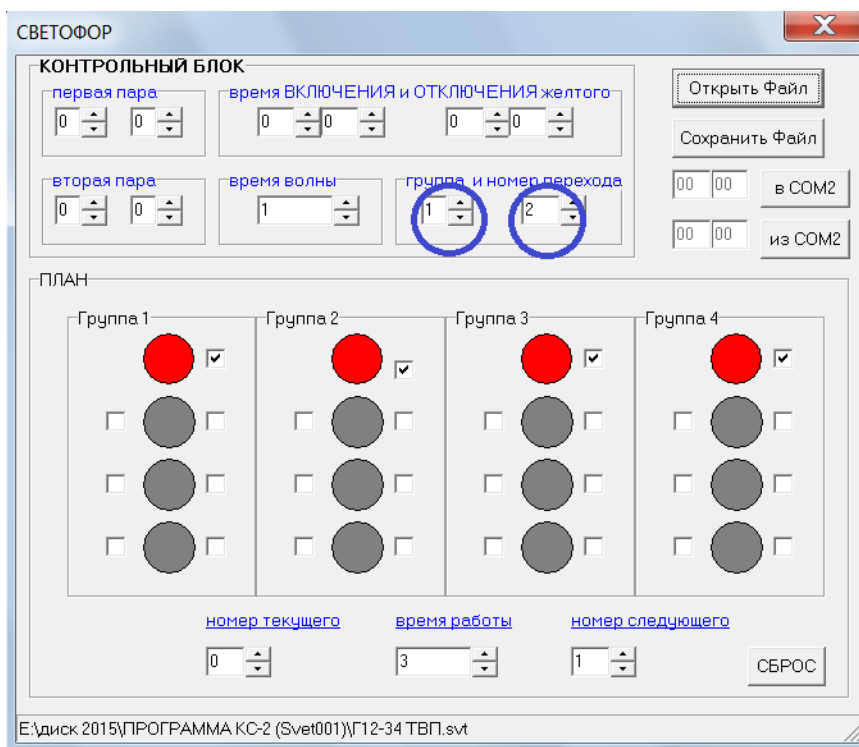 СВЕТОФОР
КОНТРОЛЬНЫЙ БЛОК
первая пара
0 0
время ВКЛЮЧЕНИЯ и ОТКЛЮЧЕНИЯ желтого
0 0 0 0
Открыть Файл
Сохранить Файл
вторая пара
0 0
время волны
1
группа и номер перехода
1 2
00 00 в COM2
00 00 из COM2
ПЛАН
Группа 1 Группа 2 Группа 3 Группа 4
номер текущего время работы номер следующего
0 3 1 СБРОС
E:\диск 2015\ПРОГРАММА КС-2 (Svet001)\Г12-34 ТВП.svt